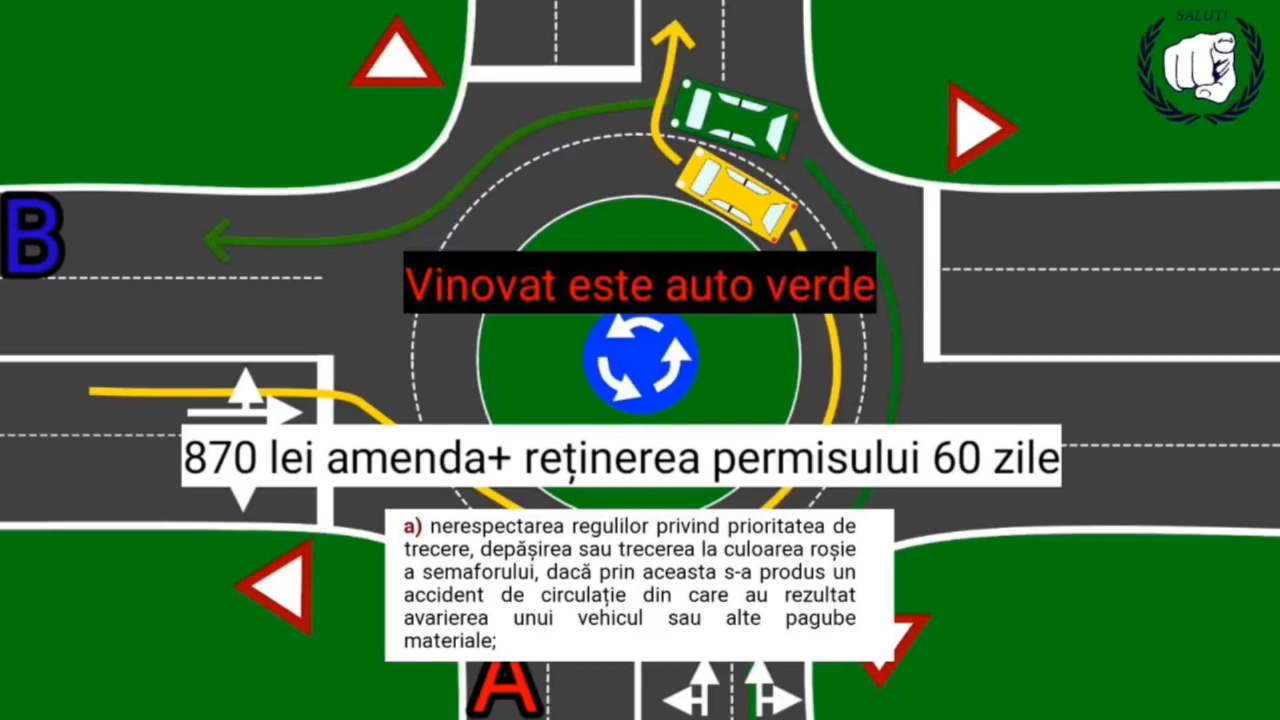 SALUT!
B
Vinovat este auto verde
870 lei amenda+ reținerea permisului 60 zile
a) nerespectarea regulilor privind prioritatea de
trecere, depășirea sau trecerea la culoarea roșie
a semaforului, dacă prin aceasta s-a produs un
accident de circulație din care au rezultat
avarierea unui vehicul sau alte pagube
materiale;
A